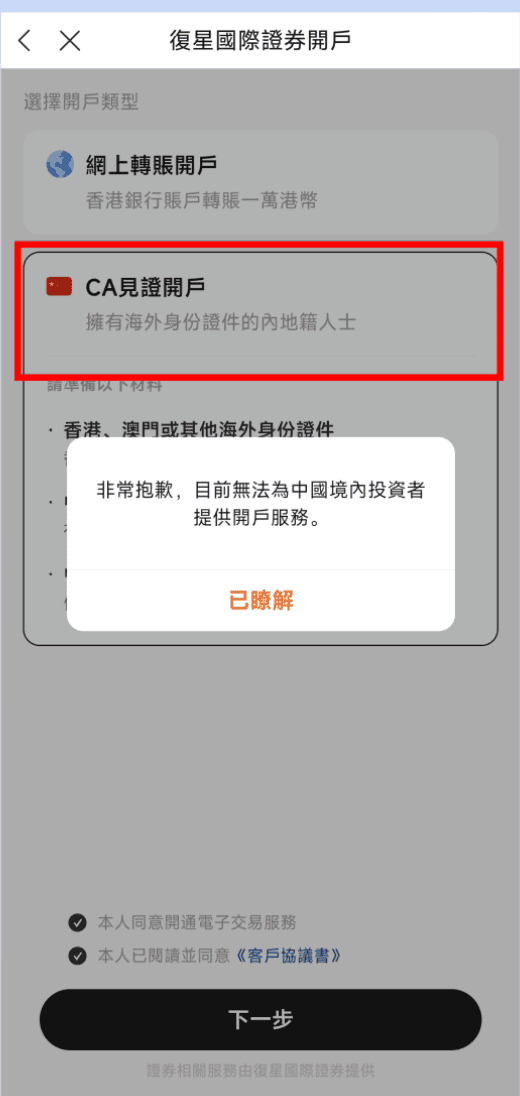 復星國際證券開戶
選擇開戶類型
網上轉賬開戶
香港銀行賬戶轉賬一萬港幣
CA見證開戶
擁有海外身份證件的內地籍人士
請準備以下材料
· 香港、澳門或其他海外身份證件
非常抱歉，目前無法為中國境內投資者
提供開戶服務。
已瞭解
本人同意開通電子交易服務
本人已閱讀並同意《客戶協議書》
下一步
證券相關服務由復星國際證券提供